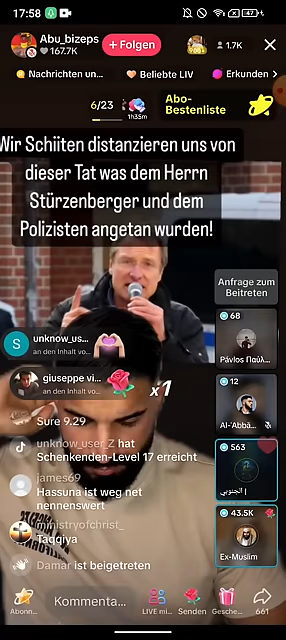 17:58
47
Abu_bizeps
167.7K
+ Folgen
1.7K
Nachrichten un...
Beliebte LIV
Erkunden
6/23
1h35m
Abo-
Bestenliste
Wir Schiiten distanzieren uns von
dieser Tat was dem Herrn
Stürzenberger und dem
Polizisten angetan wurden!
Anfrage zum
Beitreten
68
Pávlos Παύλ...
S
unknow_us...
an den Inhalt vo...
giuseppe vi...
an den Inhalt vo...
x1
12
Al-'Abbā...
Sure 9.29
unknow_user_Z hat
Schenkenden-Level 17 erreicht
563
الجنوبي |
james69
Hassuna ist weg net
nennenswert
ministryofchrist_
Taqqiya
43.5K
Ex-Muslim
Damar ist beigetreten
Abonn...
Kommenta...
LIVE mi...
Senden
Gesche...
661